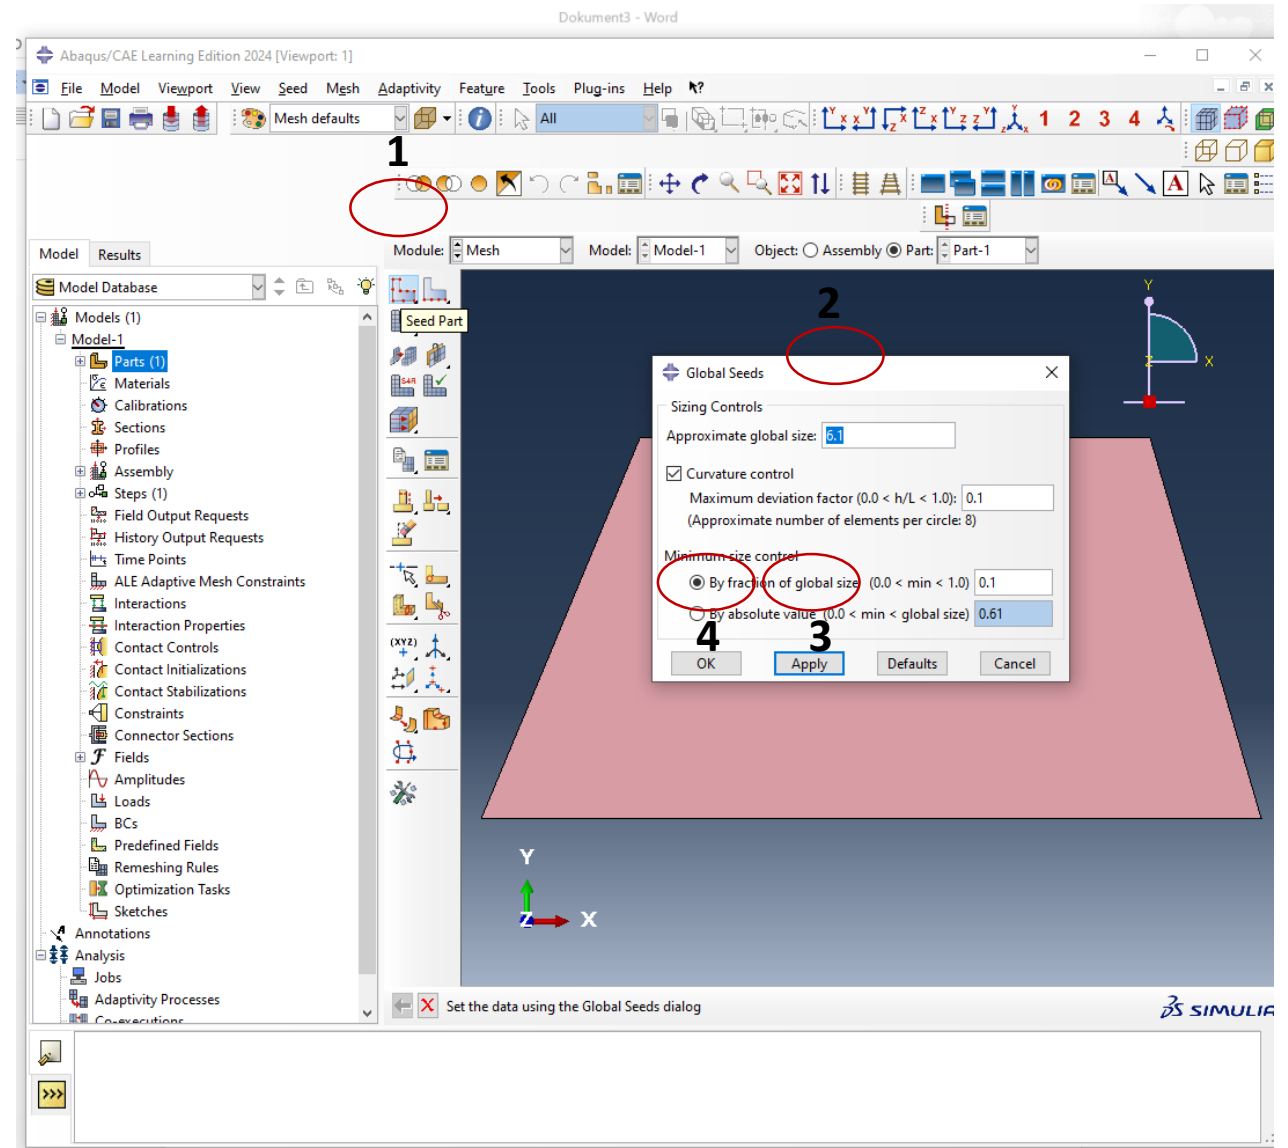 Dokument3 - Word
Abaqus/CAE Learning Edition 2024 [Viewport: 1]
File Model Viewport View Seed Mesh Adaptivity Feature Tools Plug-ins Help
Mesh defaults All 1 2 3 4
1
A
Model Results Module: Mesh Model: Model-1 Object: Assembly Part: Part-1
Model Database
Models (1)
Seed Part
2
Model-1
Parts (1)
Materials
Calibrations
Sections
Profiles
Assembly
Steps (1)
Field Output Requests
History Output Requests
Time Points
ALE Adaptive Mesh Constraints
Interactions
Interaction Properties
Contact Controls
Contact Initializations
Contact Stabilizations
Constraints
Connector Sections
Fields
Amplitudes
Loads
BCs
Predefined Fields
Remeshing Rules
Optimization Tasks
Sketches
Annotations
Analysis
Jobs
Adaptivity Processes
Co-executions
S4R
(XYZ)
Global Seeds
Sizing Controls
Approximate global size: 6.1
Curvature control
Maximum deviation factor (0.0 < h/L < 1.0): 0.1
(Approximate number of elements per circle: 8)
Minimum size control
By fraction of global size (0.0 < min < 1.0) 0.1
By absolute value (0.0 < min < global size) 0.61
4 3
OK Apply Defaults Cancel
Y
Z X
Y
Z X
Set the data using the Global Seeds dialog
SIMULIA
>>>